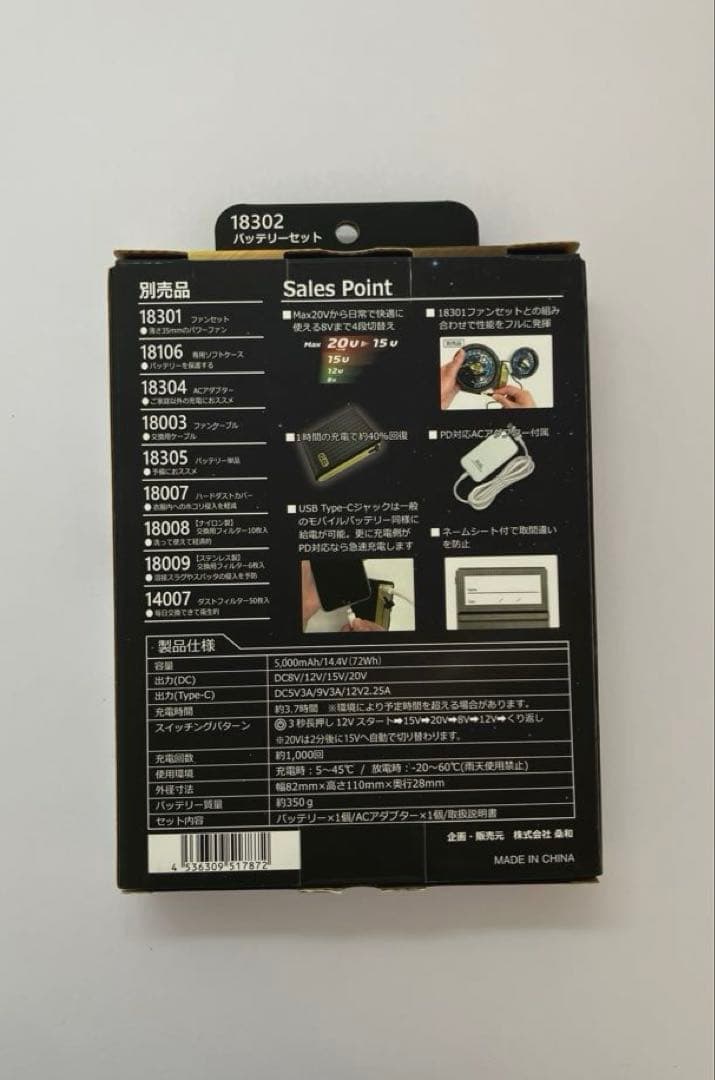 18302
バッテリーセット
別売品
18301 ファンセット
●薄さ35mmのパワーファン
18106 専用ソフトケース
●バッテリーを保護する
18304 ACアダプター
●ご家庭以外の充電におススメ
18003 ファンケーブル
●交換用ケーブル
18305 バッテリー単品
●予備におススメ
18007 ハードダストカバー
●衣服内へのホコリ侵入を軽減
18008 【ナイロン製】交換用フィルター10枚入
●洗って使えて経済的
18009 【ステンレス製】交換用フィルター6枚入
●溶接スラグやスパッタの侵入を予防
14007 ダストフィルター50枚入
●毎日交換できて衛生的
Sales Point
■Max20Vから日常で快適に
使える8Vまで4段切替え
Max 20V▶15V
15V
12V
8V
■1時間の充電で約40%回復
■USB Type-Cジャックは一般
のモバイルバッテリー同様に
給電が可能。更に充電側が
PD対応なら急速充電します
■18301ファンセットとの組み
合わせで性能をフルに発揮
別売品
■PD対応ACアダプター付属
■ネームシート付で取間違い
を防止
製品仕様
容量 5,000mAh/14.4V(72Wh)
出力(DC) DC8V/12V/15V/20V
出力(Type-C) DC5V3A/9V3A/12V2.25A
充電時間 約3.7時間 ※環境により予定時間を超える場合があります。
スイッチングパターン 3秒長押し 12V スタート➡15V➡20V➡8V➡12V➡くり返し
※20Vは2分後に15Vへ自動で切り替わります。
充電回数 約1,000回
使用環境 充電時：5～45℃ / 放電時：-20～60℃(雨天使用禁止)
外径寸法 幅82mm×高さ110mm×奥行28mm
バッテリー質量 約350g
セット内容 バッテリー×1個/ACアダプター×1個/取扱説明書
企画・販売元 株式会社 桑和
4 536309 517872
MADE IN CHINA